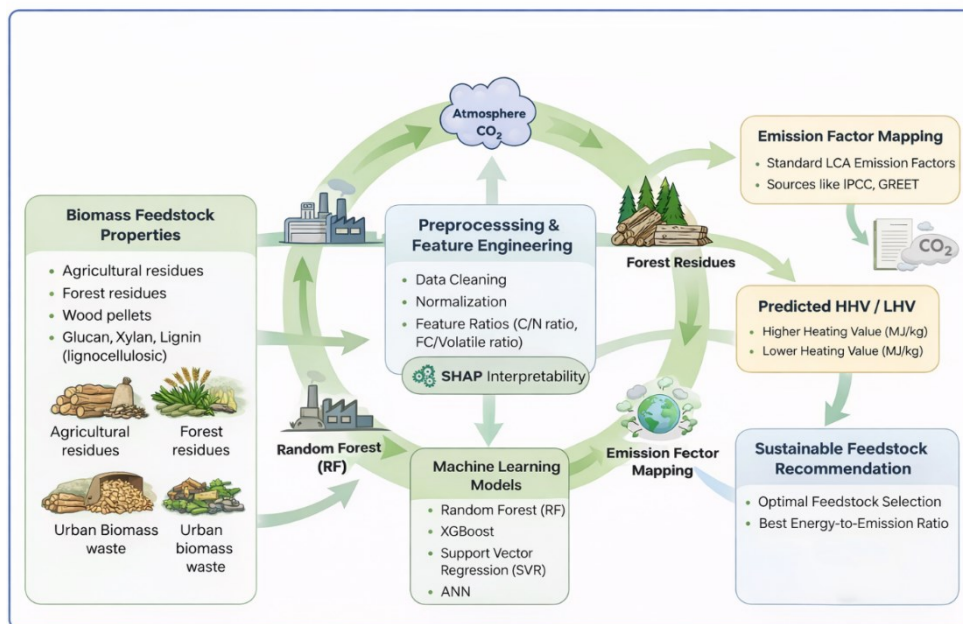 Atmosphere
CO₂
Biomass Feedstock
Properties
• Agricultural residues
• Forest residues
• Wood pellets
• Glucan, Xylan, Lignin
(lignocellulosic)
Agricultural
residues
Forest
residues
Urban Biomass
waste
Urban
biomass
waste
Preprocesssing &
Feature Engineering
• Data Cleaning
• Normalization
• Feature Ratios (C/N ratio,
FC/Volatile ratio)
SHAP Interpretability
Random Forest
(RF)
Machine Learning
Models
• Random Forest (RF)
• XGBoost
• Support Vector
Regression (SVR)
• ANN
Forest Residues
Emission Fector
Mapping
Emission Factor Mapping
• Standard LCA Emission Factors
• Sources like IPCC, GREET
CO₂
Predicted HHV / LHV
• Higher Heating Value (MJ/kg)
• Lower Heating Value (MJ/kg)
Sustainable Feedstock
Recommendation
• Optimal Feedstock Selection
• Best Energy-to-Emission Ratio